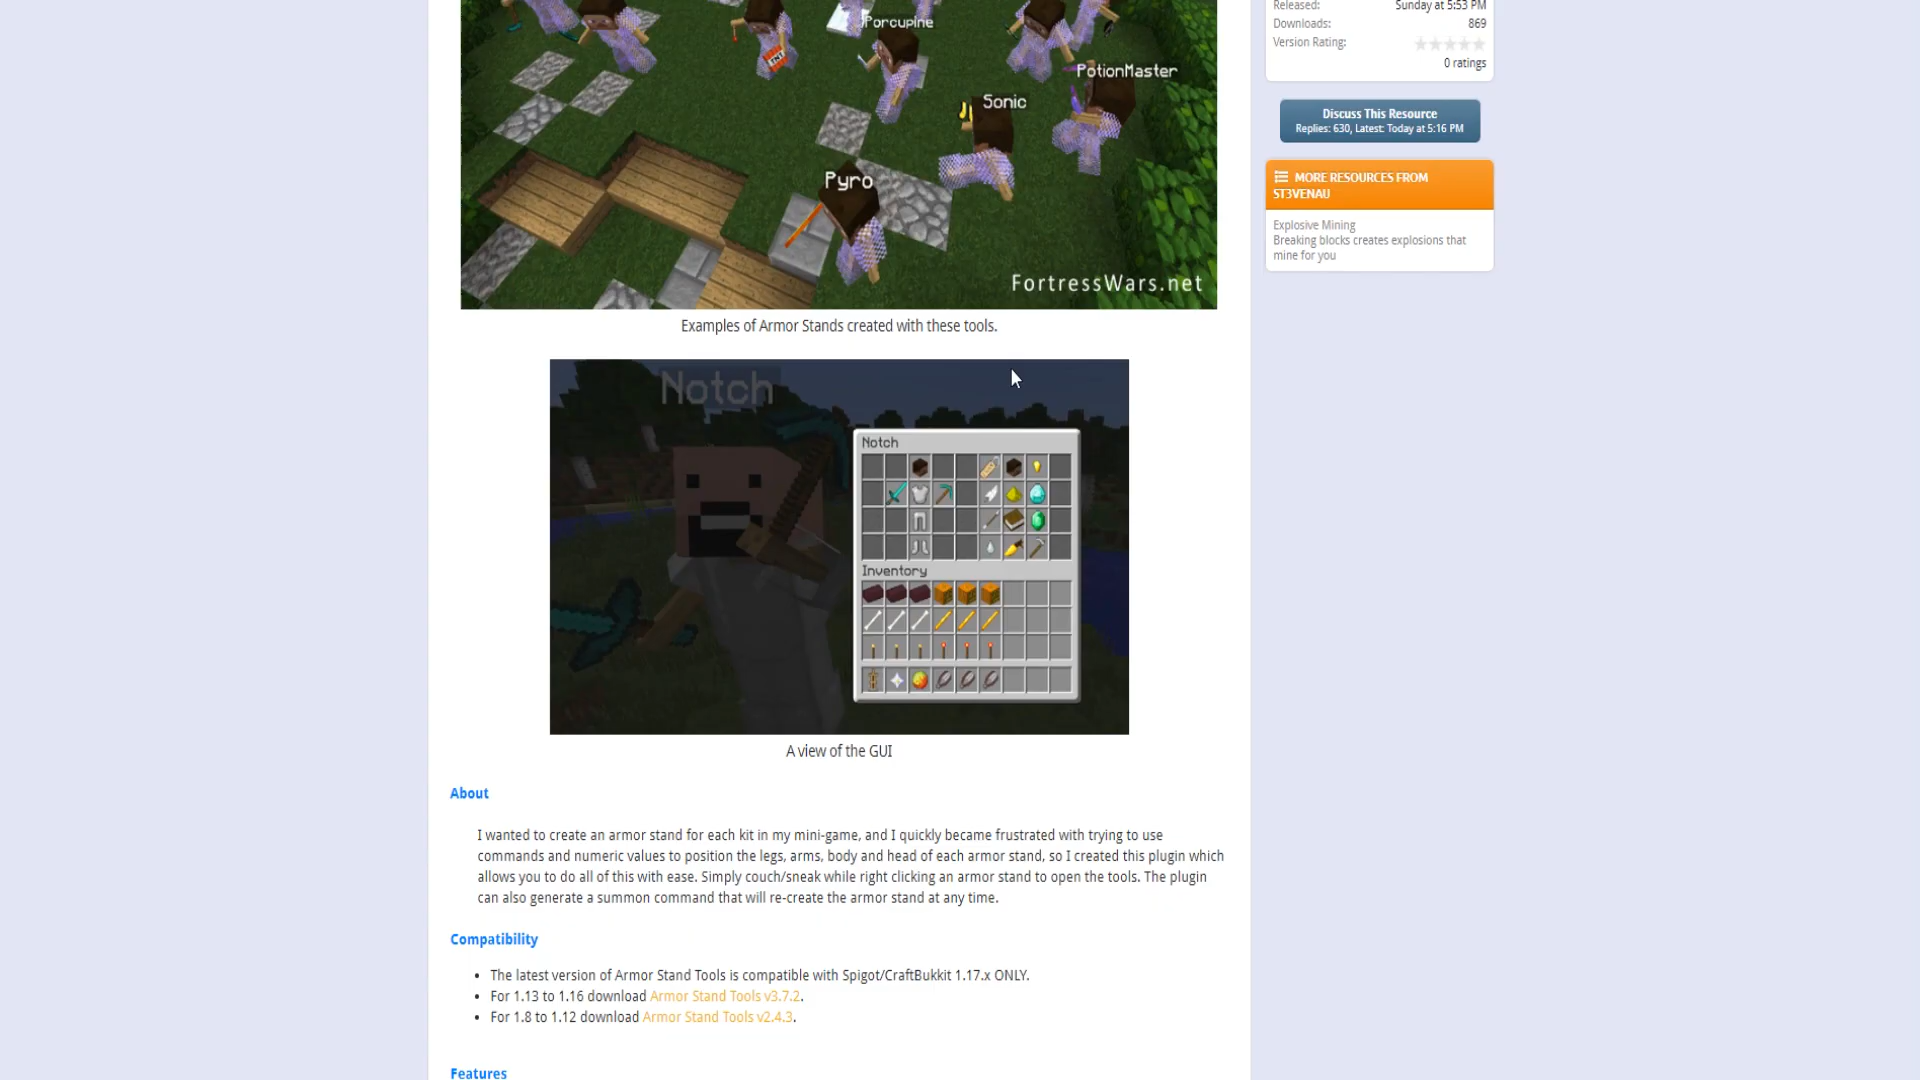 Porcupine
PotionMaster
Sonic
Pyro
TNT
FortressWars.net
Examples of Armor Stands created with these tools.
Notch
Notch
Inventory
A view of the GUI
About
I wanted to create an armor stand for each kit in my mini-game, and I quickly became frustrated with trying to use
commands and numeric values to position the legs, arms, body and head of each armor stand, so I created this plugin which
allows you to do all of this with ease. Simply couch/sneak while right clicking an armor stand to open the tools. The plugin
can also generate a summon command that will re-create the armor stand at any time.
Compatibility
• The latest version of Armor Stand Tools is compatible with Spigot/CraftBukkit 1.17.x ONLY.
• For 1.13 to 1.16 download Armor Stand Tools v3.7.2.
• For 1.8 to 1.12 download Armor Stand Tools v2.4.3.
Features
Released: Sunday at 5:53 PM
Downloads: 869
Version Rating:
0 ratings
Discuss This Resource
Replies: 630, Latest: Today at 5:16 PM
MORE RESOURCES FROM
ST3VENAU
Explosive Mining
Breaking blocks creates explosions that
mine for you